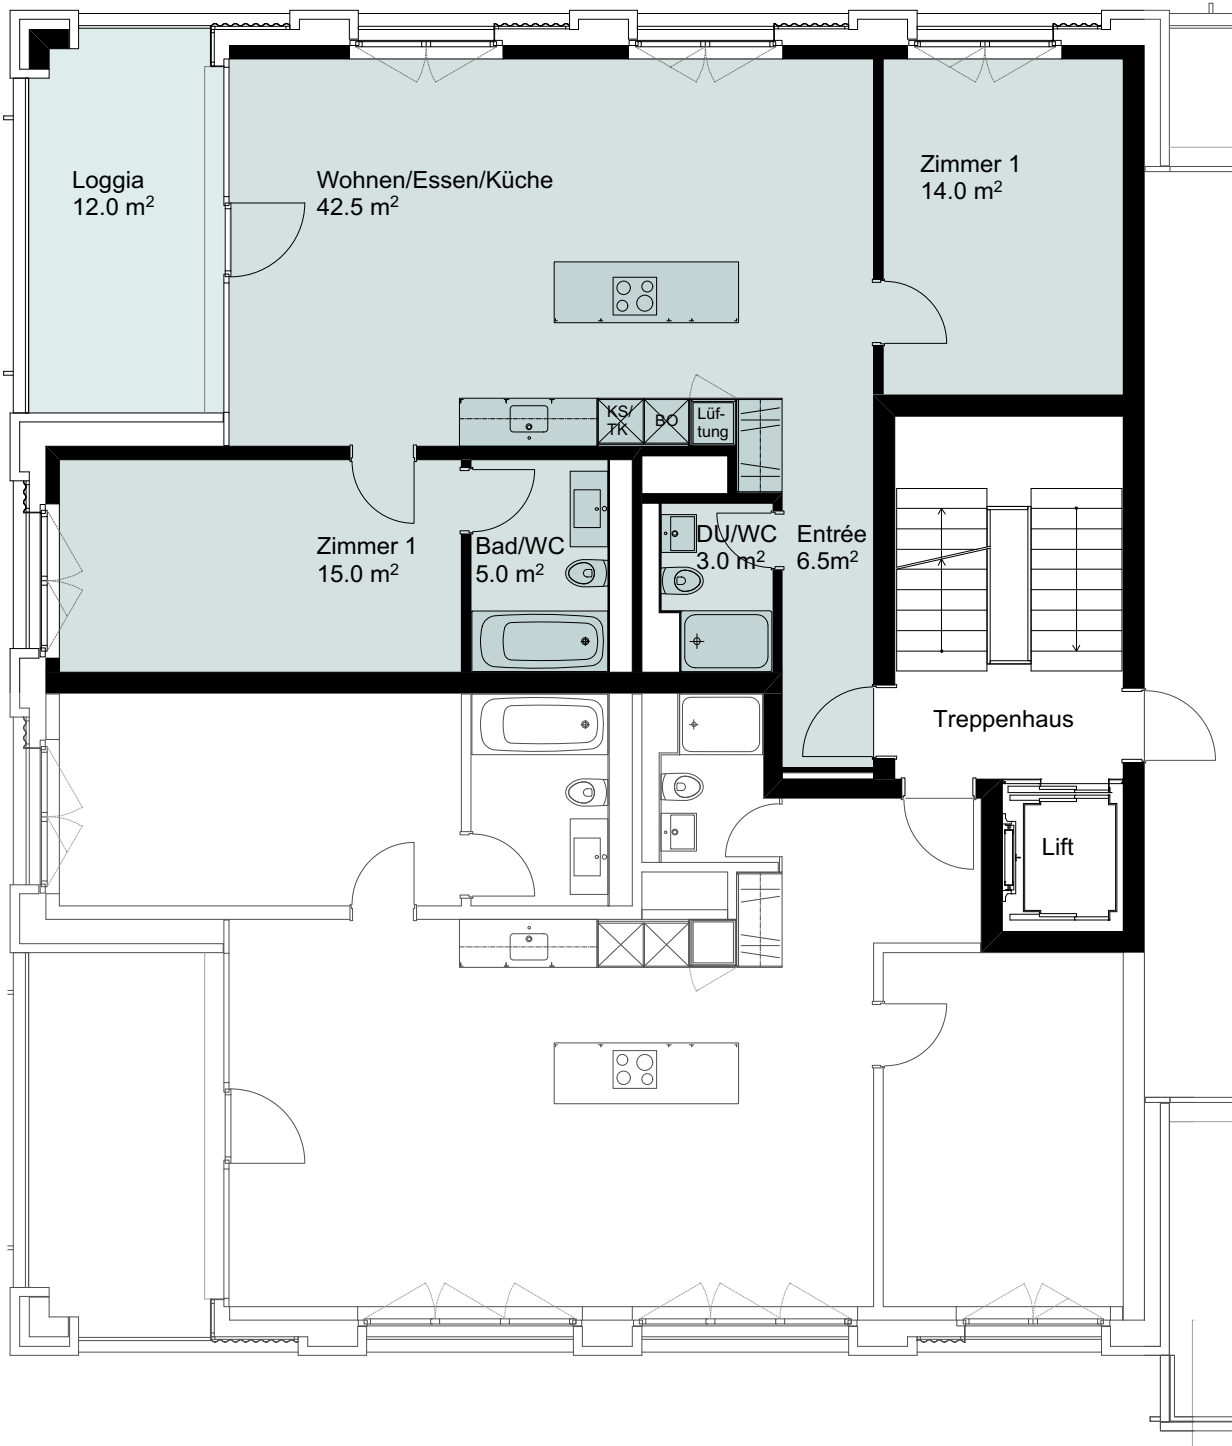 Loggia
12.0 m²
Wohnen/Essen/Küche
42.5 m²
Zimmer 1
14.0 m²
KS/
TK
BO
Lüf-
tung
Zimmer 1
15.0 m²
Bad/WC
5.0 m²
DU/WC
3.0 m²
Entrée
6.5m²
Treppenhaus
Lift